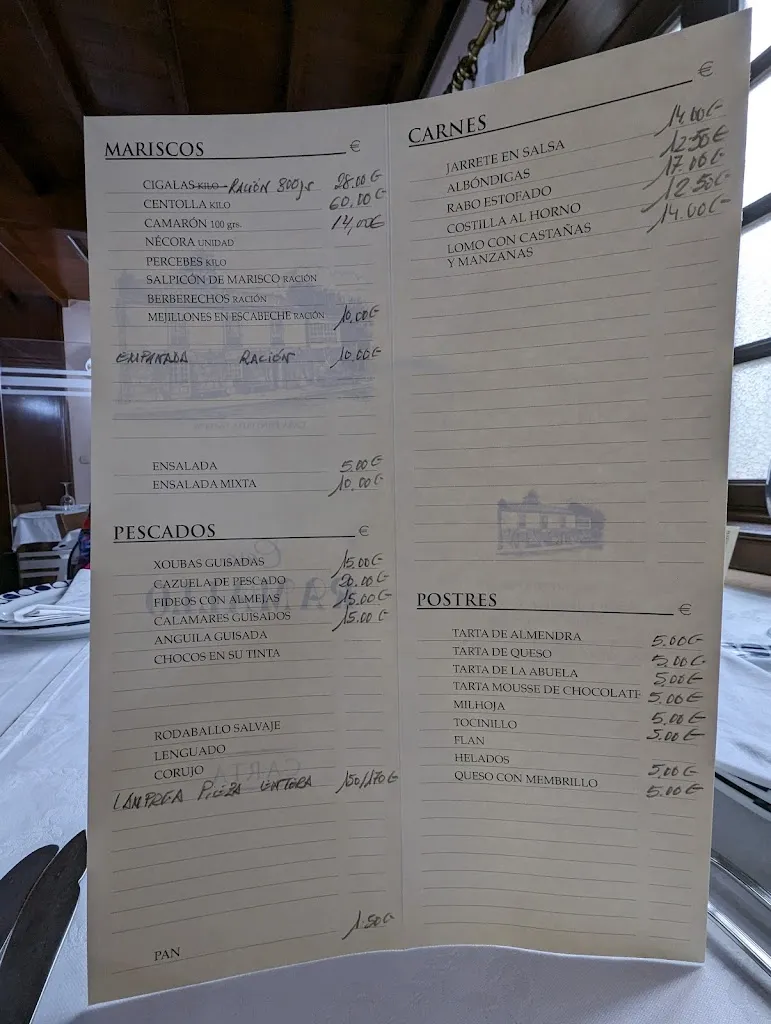 MARISCOS €
CIGALAS KILO - RACIÓN 800gr 28.00 €
CENTOLLA KILO 60,00 €
CAMARÓN 100 grs. 14,00€
NÉCORA UNIDAD
PERCEBES KILO
SALPICÓN DE MARISCO RACIÓN
BERBERECHOS RACIÓN
MEJILLONES EN ESCABECHE RACIÓN 10,00€
EMPANADA RACIÓN 10.00€
ENSALADA 5.00€
ENSALADA MIXTA 10,00€
PESCADOS €
XOUBAS GUISADAS 15.00€
CAZUELA DE PESCADO 20.00€
FIDEOS CON ALMEJAS 15.00€
CALAMARES GUISADOS 15.00 €
ANGUILA GUISADA
CHOCOS EN SU TINTA
RODABALLO SALVAJE
LENGUADO
CORUJO
LAMPREA PIEZA ENTERA 150/170€
PAN 1.50€
CARNES €
JARRETE EN SALSA 14.00€
ALBÓNDIGAS 12.50€
RABO ESTOFADO 17.00€
COSTILLA AL HORNO 12.50€
LOMO CON CASTAÑAS 14.00€
Y MANZANAS
POSTRES €
TARTA DE ALMENDRA 5.00€
TARTA DE QUESO 5.00€
TARTA DE LA ABUELA 5.00€
TARTA MOUSSE DE CHOCOLATE 5.00€
MILHOJA 5.00€
TOCINILLO 5.00€
FLAN
HELADOS 5,00€
QUESO CON MEMBRILLO 5.00€